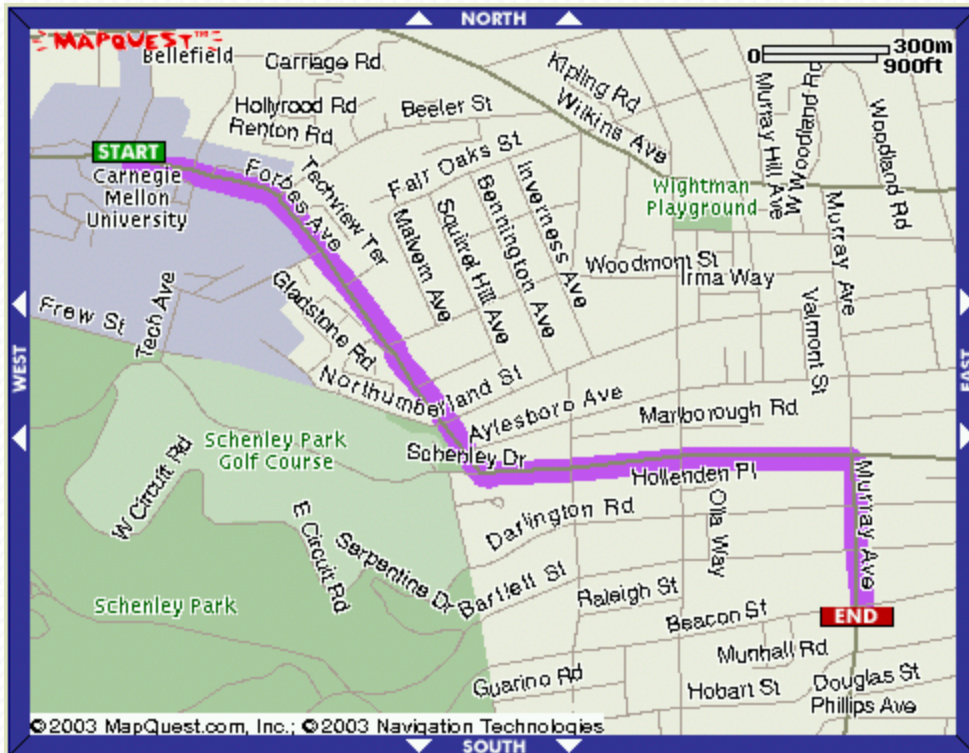 NORTH
MAPQUEST™
Bellefield
Carriage Rd
Kipling Rd
0 300m
900ft
Hollyrood Rd
Renton Rd
Beeler St
Wilkins Ave
Murray Hill Ave
Woodland Rd
Woodland Rd
START
Carnegie
Mellon
University
Forbes Ave
Techview Ter
Fair Oaks St
Malvern Ave
Squirrel Hill Ave
Bennington Ave
Inverness Ave
Wightman
Playground
Murray Ave
Woodmont St
Irma Way
Valmont St
Tech Ave
Frew St
Gladstone Rd
WEST
EAST
Northumberland St
Aylesboro Ave
Marlborough Rd
Schenley Park
Golf Course
Schenley Dr
Hollenden Pl
Murray Ave
W Circuit Rd
E Circuit Rd
Serpentine Dr
Darlington Rd
Olla Way
Bartlett St
Raleigh St
Beacon St
END
Schenley Park
Munhall Rd
Guarino Rd
Hobart St
Douglas St
Phillips Ave
©2003 MapQuest.com, Inc.; ©2003 Navigation Technologies
SOUTH